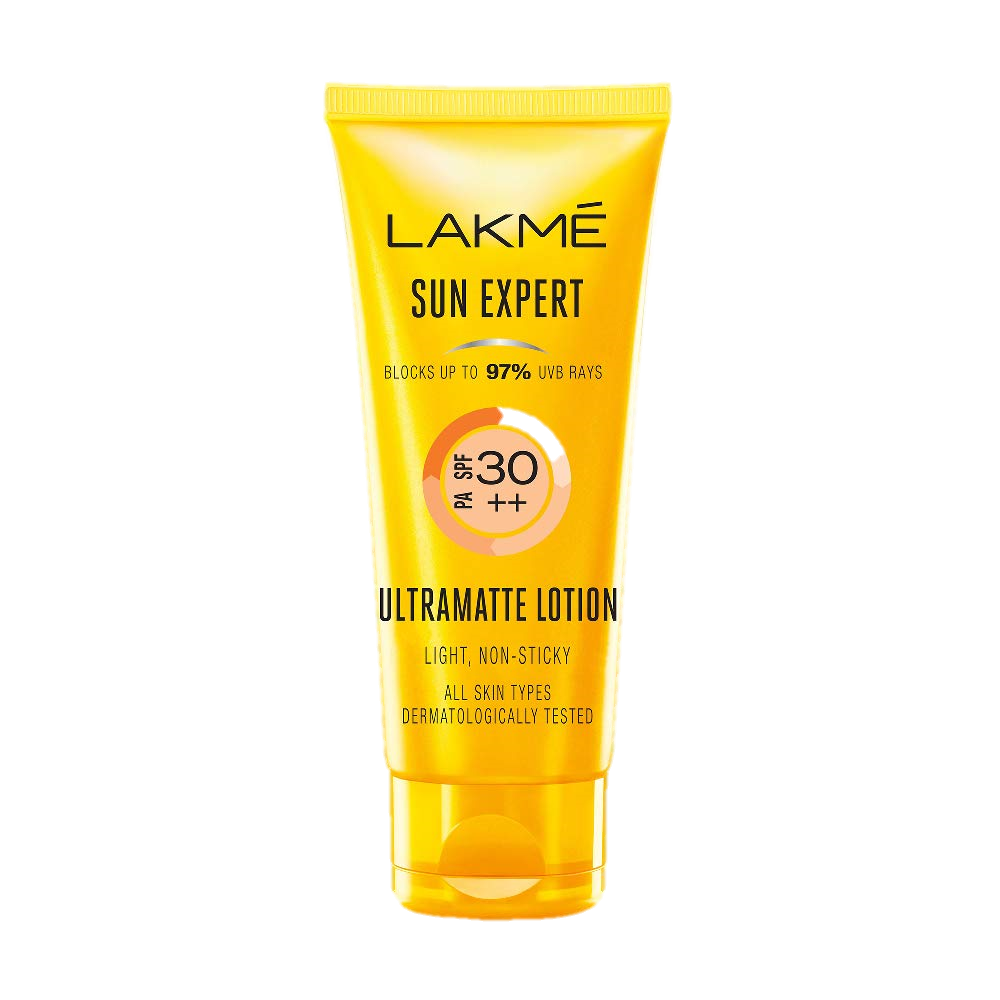 LAKMÉ
SUN EXPERT
BLOCKS UP TO 97% UVB RAYS
SPF 30
PA ++
ULTRAMATTE LOTION
LIGHT, NON-STICKY
ALL SKIN TYPES
DERMATOLOGICALLY TESTED